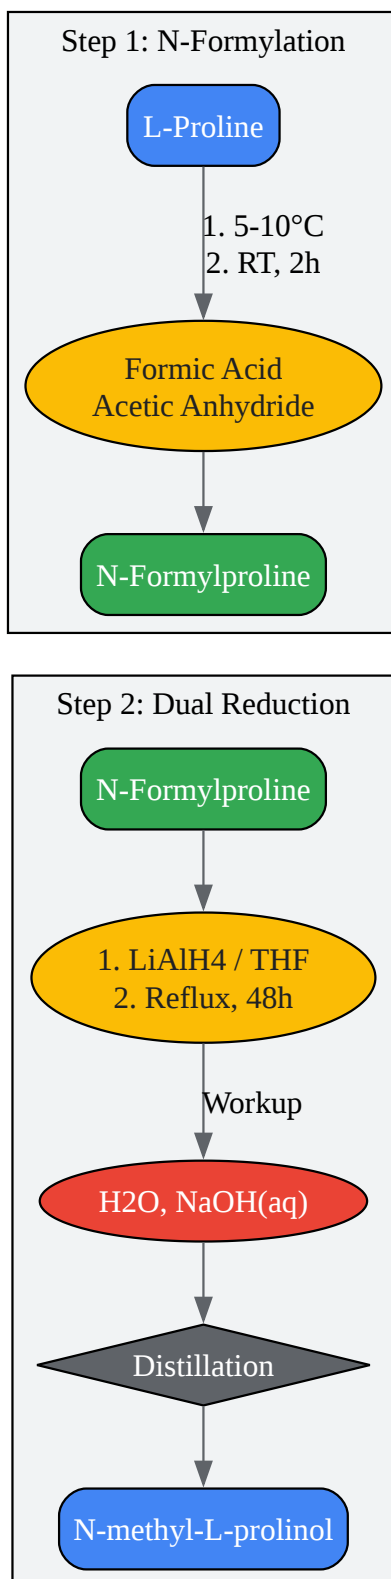 Step 1: N-Formylation
L-Proline
1. 5-10°C
2. RT, 2h
Formic Acid
Acetic Anhydride
N-Formylproline
Step 2: Dual Reduction
N-Formylproline
1. LiAlH4 / THF
2. Reflux, 48h
Workup
H2O, NaOH(aq)
Distillation
N-methyl-L-prolinol